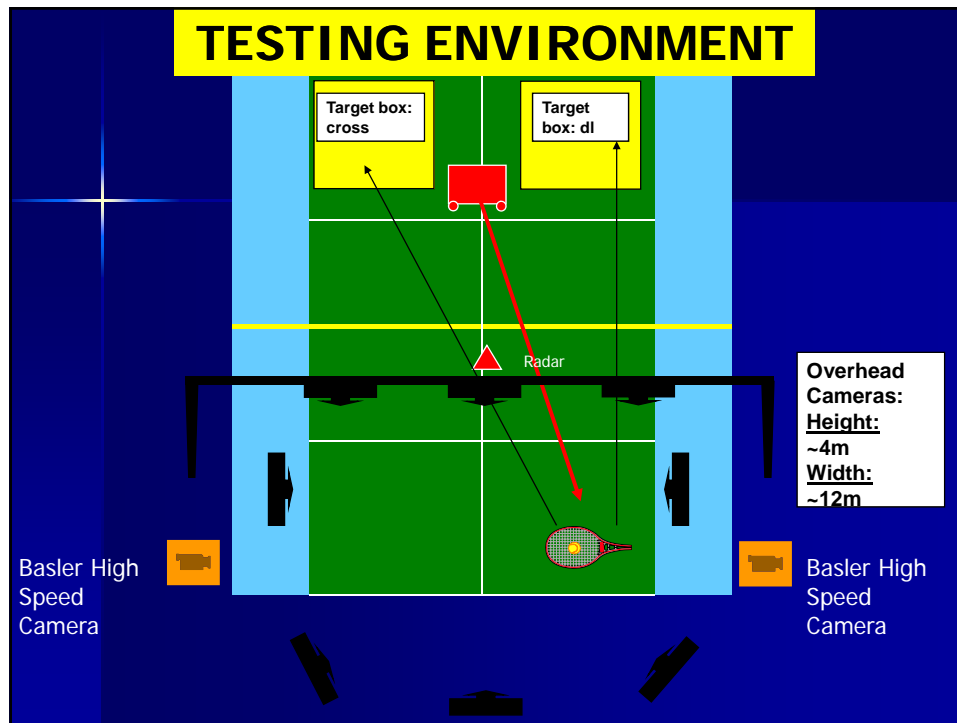 TESTING ENVIRONMENT
Target box:
cross
Target
box: dl
Radar
Overhead
Cameras:
Height:
~4m
Width:
~12m
Basler High
Speed
Camera
Basler High
Speed
Camera